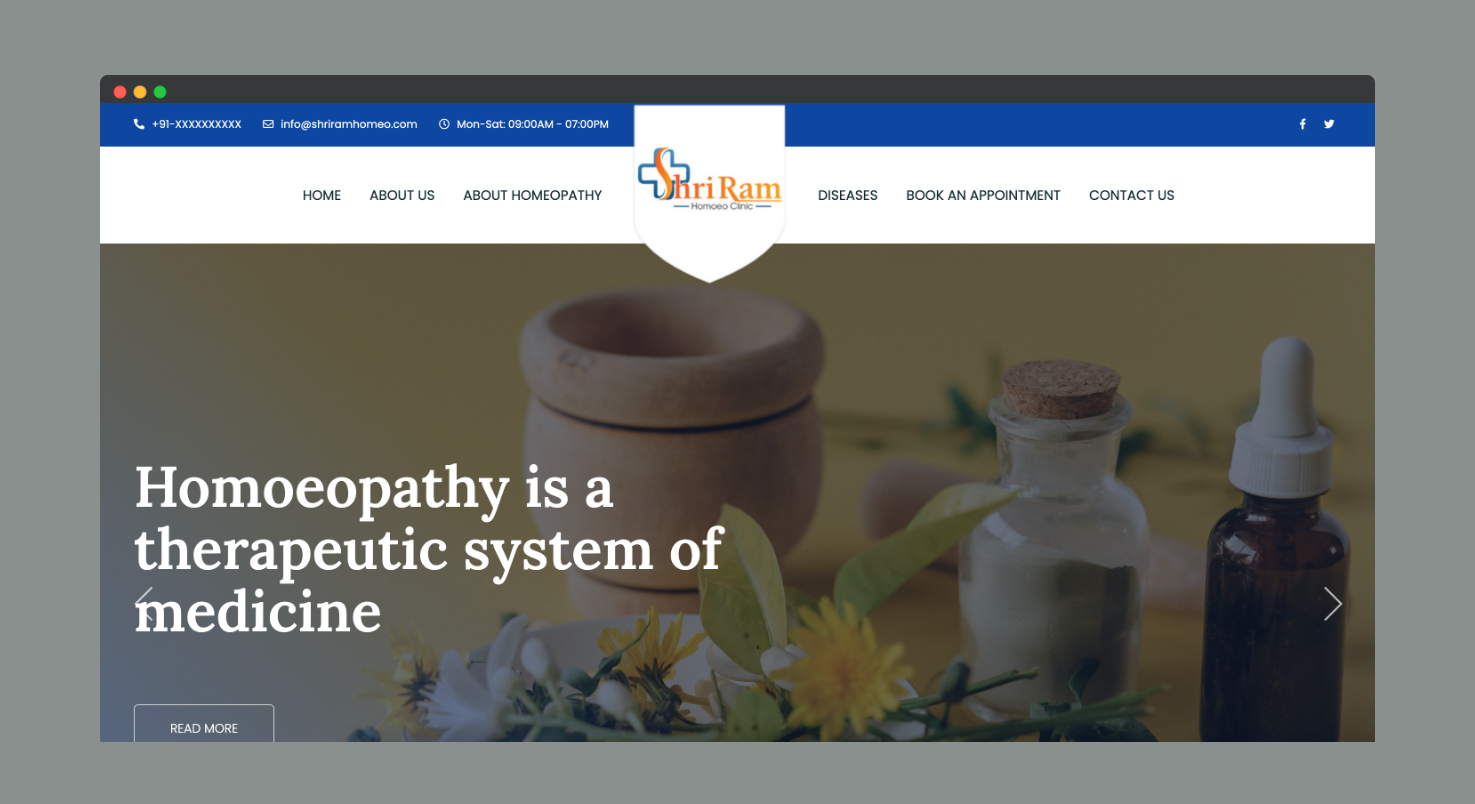 +91-XXXXXXXXXX info@shriramhomeo.com Mon-Sat: 09:00AM - 07:00PM
HOME ABOUT US ABOUT HOMEOPATHY
Shri Ram
Homoeo Clinic
DISEASES BOOK AN APPOINTMENT CONTACT US
Homoeopathy is a
therapeutic system of
medicine
READ MORE